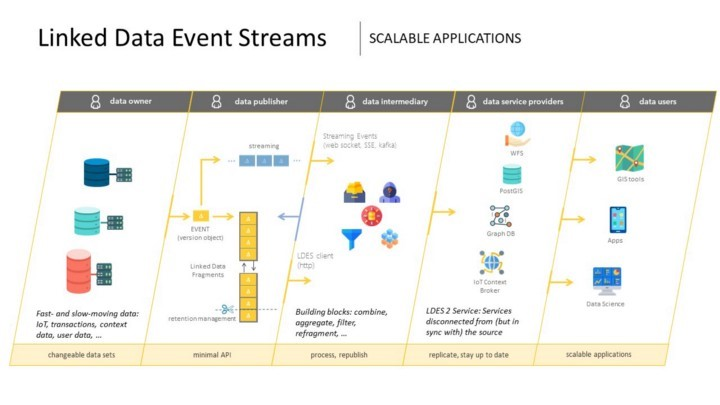 Linked Data Event Streams
SCALABLE APPLICATIONS
data owner
data publisher
data intermediary
data service providers
data users
Fast- and slow-moving data:
IoT, transactions, context
data, user data, ...
changeable data sets
streaming
EVENT
(version object)
Linked Data
Fragments
retention management
minimal API
Streaming Events
(web socket, SSE, kafka)
LDES client
(http)
Building blocks: combine,
aggregate, filter,
refragment, ...
process, republish
WFS
PostGIS
Graph DB
IoT Context
Broker
LDES 2 Service: Services
disconnected from (but in
sync with) the source
replicate, stay up to date
GIS tools
Apps
Data Science
scalable applications